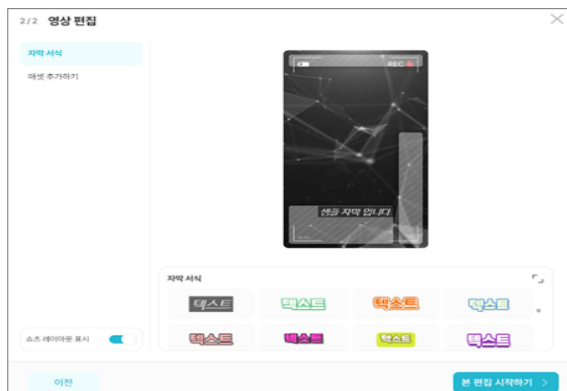 2/2 영상 편집
자막 서식
에셋 추가하기
REC
샘플 자막 입니다
자막 서식
텍스트 텍스트 텍스트 텍스트
텍스트 텍스트 텍스트 텍스트
쇼츠 레이아웃 표시
이전
본 편집 시작하기 >